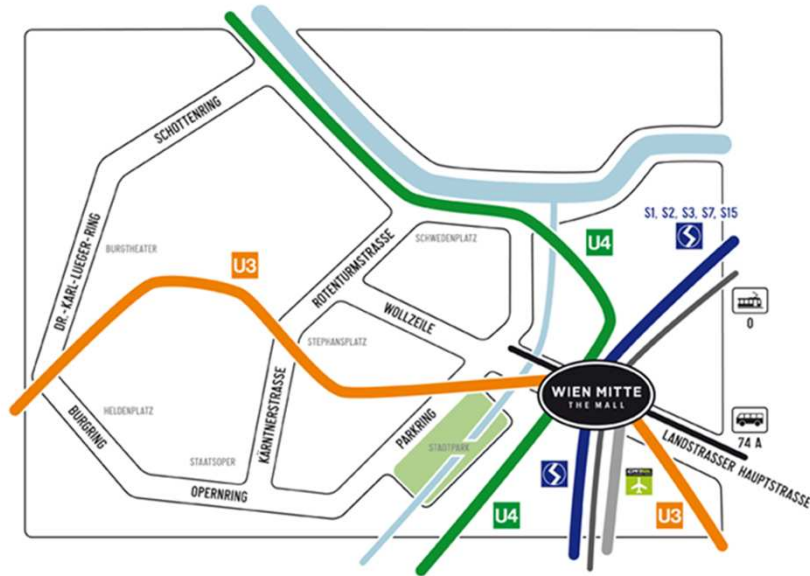 SCHOTTENRING
S1, S2, S3, S7, S15
DR.-KARL-LUEGER-RING
BURGTHEATER
U3
ROTENTURMSTRASSE
SCHWEDENPLATZ
U4
WOLLZEILE
O
STEPHANSPLATZ
WIEN MITTE
THE MALL
HELDENPLATZ
BURGRING
KÄRNTNERSTRASSE
PARKRING
STADTPARK
74 A
LANDSTRASSER HAUPTSTRASSE
STAATSOPER
OPERNRING
U4
U3